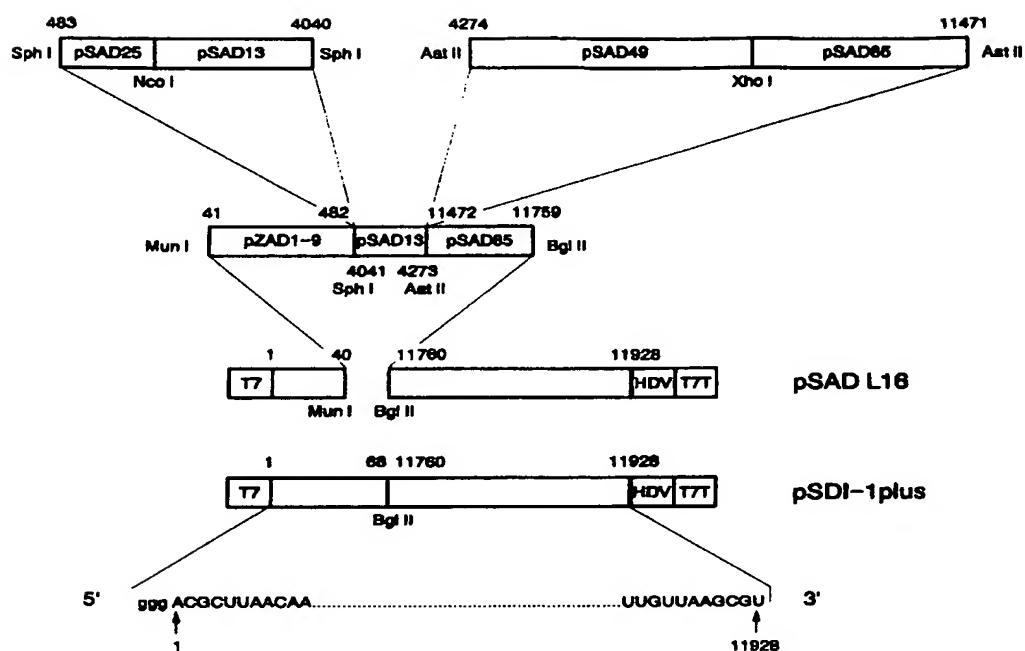 483 4040 4274 11471
Sph I pSAD25 pSAD13 Sph I Aat II pSAD49 pSAD65 Aat II
Nco I Xho I
41 482 11472 11759
Mun I pZAD1-9 pSAD13 pSAD65 Bgl II
4041 4273
Sph I Aat II
1 40 11760 11928
T7 HDV T7T pSAD L16
Mun I Bgl II
1 68 11760 11928
T7 HDV T7T pSDI-1plus
Bgl II
5' gggACGCUUAACAA UUGUUAAGCGU 3'
1 11928